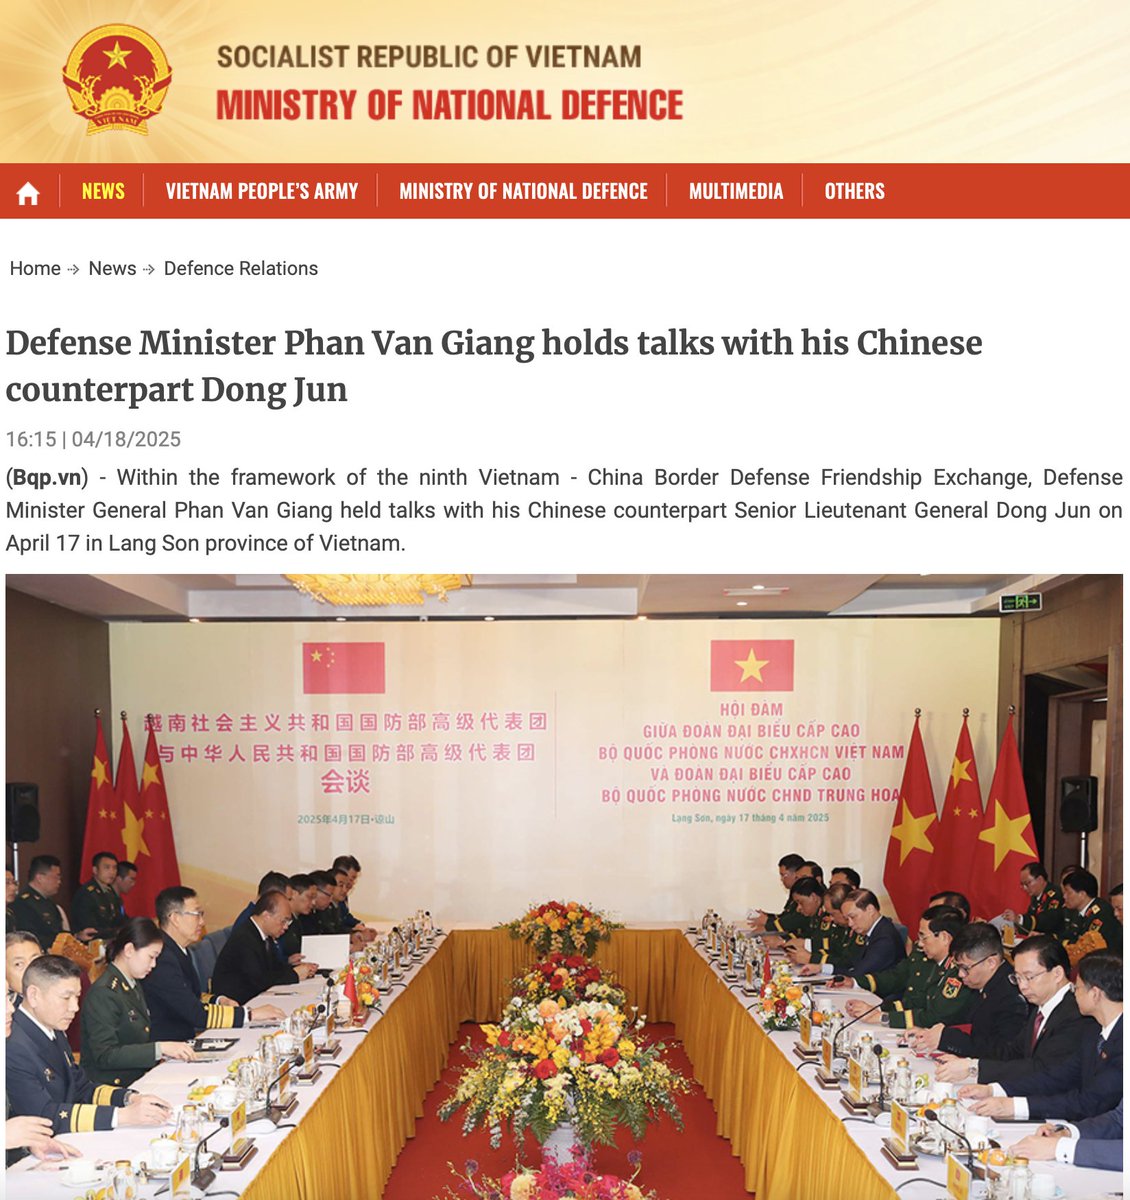 SOCIALIST REPUBLIC OF VIETNAM
MINISTRY OF NATIONAL DEFENCE
VIỆT NAM
NEWS
VIETNAM PEOPLE'S ARMY
MINISTRY OF NATIONAL DEFENCE
MULTIMEDIA
OTHERS
Home ⇢ News ⇢ Defence Relations
Defense Minister Phan Van Giang holds talks with his Chinese
counterpart Dong Jun
16:15 | 04/18/2025
(Bqp.vn) - Within the framework of the ninth Vietnam - China Border Defense Friendship Exchange, Defense
Minister General Phan Van Giang held talks with his Chinese counterpart Senior Lieutenant General Dong Jun on
April 17 in Lang Son province of Vietnam.
越南社会主义共和国国防部高级代表团
与中华人民共和国国防部高级代表团
会谈
2025年4月17日·谅山
HỘI ĐÀM
GIỮA ĐOÀN ĐẠI BIỂU CẤP CAO
BỘ QUỐC PHÒNG NƯỚC CHXHCN VIỆT NAM
VÀ ĐOÀN ĐẠI BIỂU CẤP CAO
BỘ QUỐC PHÒNG NƯỚC CHND TRUNG HOA
Lạng Sơn, ngày 17 tháng 4 năm 2025